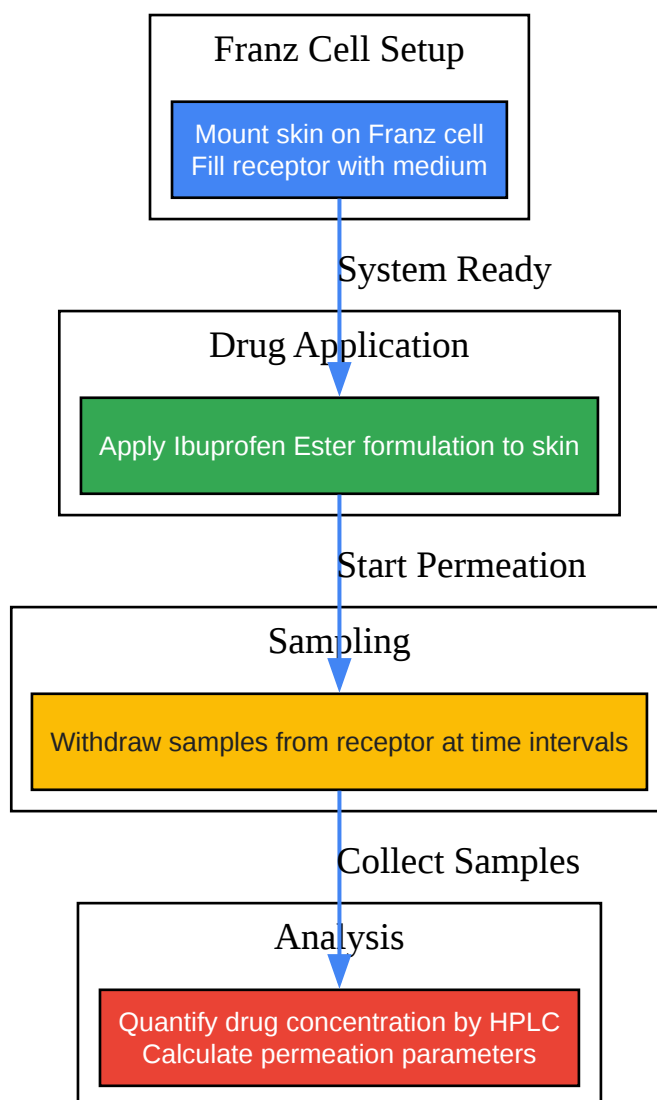 Franz Cell Setup
Mount skin on Franz cell
Fill receptor with medium
System Ready
Drug Application
Apply Ibuprofen Ester formulation to skin
Start Permeation
Sampling
Withdraw samples from receptor at time intervals
Collect Samples
Analysis
Quantify drug concentration by HPLC
Calculate permeation parameters